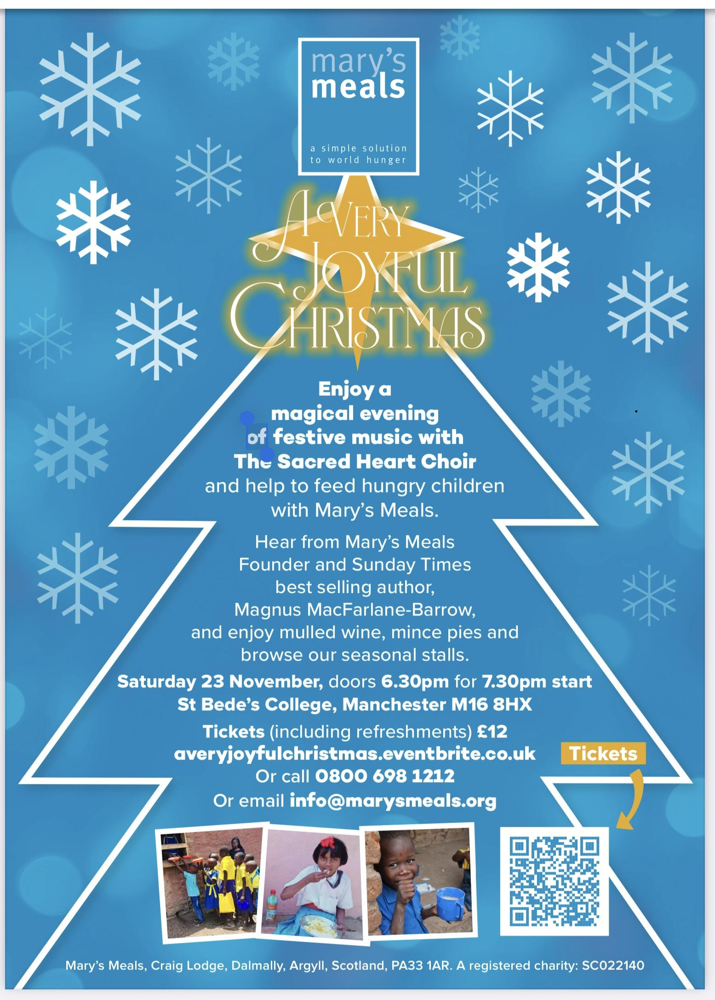 mary's
meals
a simple solution
to world hunger
A Very
Joyful
Christmas
Enjoy a
magical evening
of festive music with
The Sacred Heart Choir
and help to feed hungry children
with Mary's Meals.
Hear from Mary's Meals
Founder and Sunday Times
best selling author,
Magnus MacFarlane-Barrow,
and enjoy mulled wine, mince pies and
browse our seasonal stalls.
Saturday 23 November, doors 6.30pm for 7.30pm start
St Bede's College, Manchester M16 8HX
Tickets (including refreshments) £12
averyjoyfulchristmas.eventbrite.co.uk
Tickets
Or call 0800 698 1212
Or email info@marysmeals.org
Mary's Meals, Craig Lodge, Dalmally, Argyll, Scotland, PA33 1AR. A registered charity: SC022140